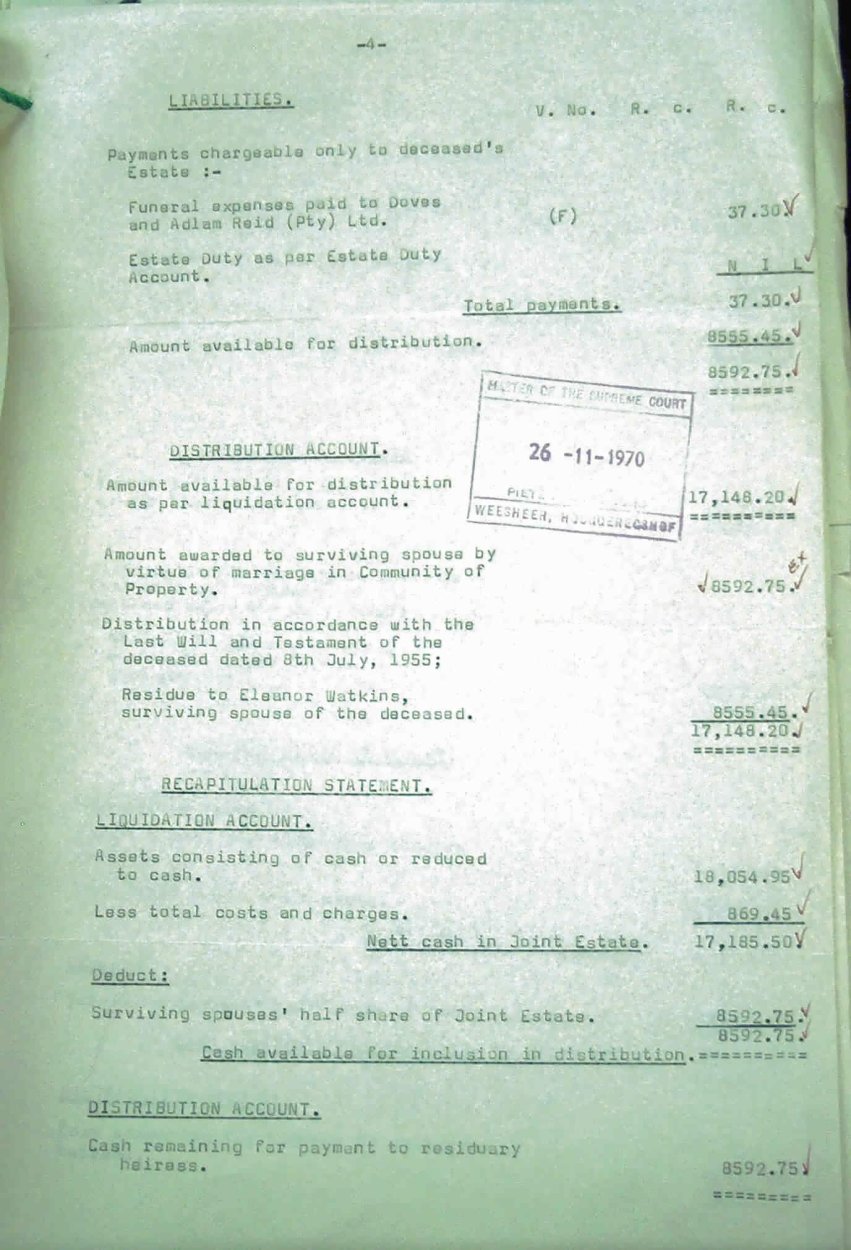 -4-
LIABILITIES.
V. No. R. c. R. c.
Payments chargeable only to deceased's
Estate :-
Funeral expenses paid to Doves
and Adlam Reid (Pty) Ltd. (F) 37.30.
Estate Duty as per Estate Duty
Account. N I L
Total payments. 37.30.
Amount available for distribution. 8555.45.
8592.75.
========
MASTER OF THE SUPREME COURT
26 -11- 1970
WEESHEER, HOOGGEREGSHOF
DISTRIBUTION ACCOUNT.
Amount available for distribution
as per liquidation account. 17,148.20.
==========
Amount awarded to surviving spouse by
virtue of marriage in Community of
Property. 8592.75.
Distribution in accordance with the
Last Will and Testament of the
deceased dated 8th July, 1955;
Residue to Eleanor Watkins,
surviving spouse of the deceased. 8555.45.
17,148.20.
==========
RECAPITULATION STATEMENT.
LIQUIDATION ACCOUNT.
Assets consisting of cash or reduced
to cash. 18,054.95
Less total costs and charges. 869.45
Nett cash in Joint Estate. 17,185.50
Deduct:
Surviving spouses' half share of Joint Estate. 8592.75.
8592.75.
Cash available for inclusion in distribution.==========
DISTRIBUTION ACCOUNT.
Cash remaining for payment to residuary
heiress. 8592.75
=========